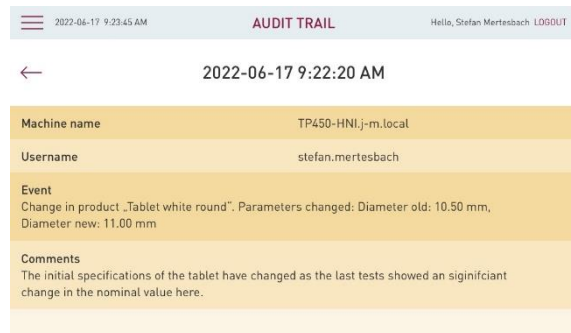 2022-06-17 9:23:45 AM AUDIT TRAIL Hello, Stefan Mertesbach LOGOUT
2022-06-17 9:22:20 AM
Machine name TP450-HNI.j-m.local
Username stefan.mertesbach
Event
Change in product „Tablet white round“. Parameters changed: Diameter old: 10.50 mm,
Diameter new: 11.00 mm
Comments
The initial specifications of the tablet have changed as the last tests showed an siginifciant
change in the nominal value here.